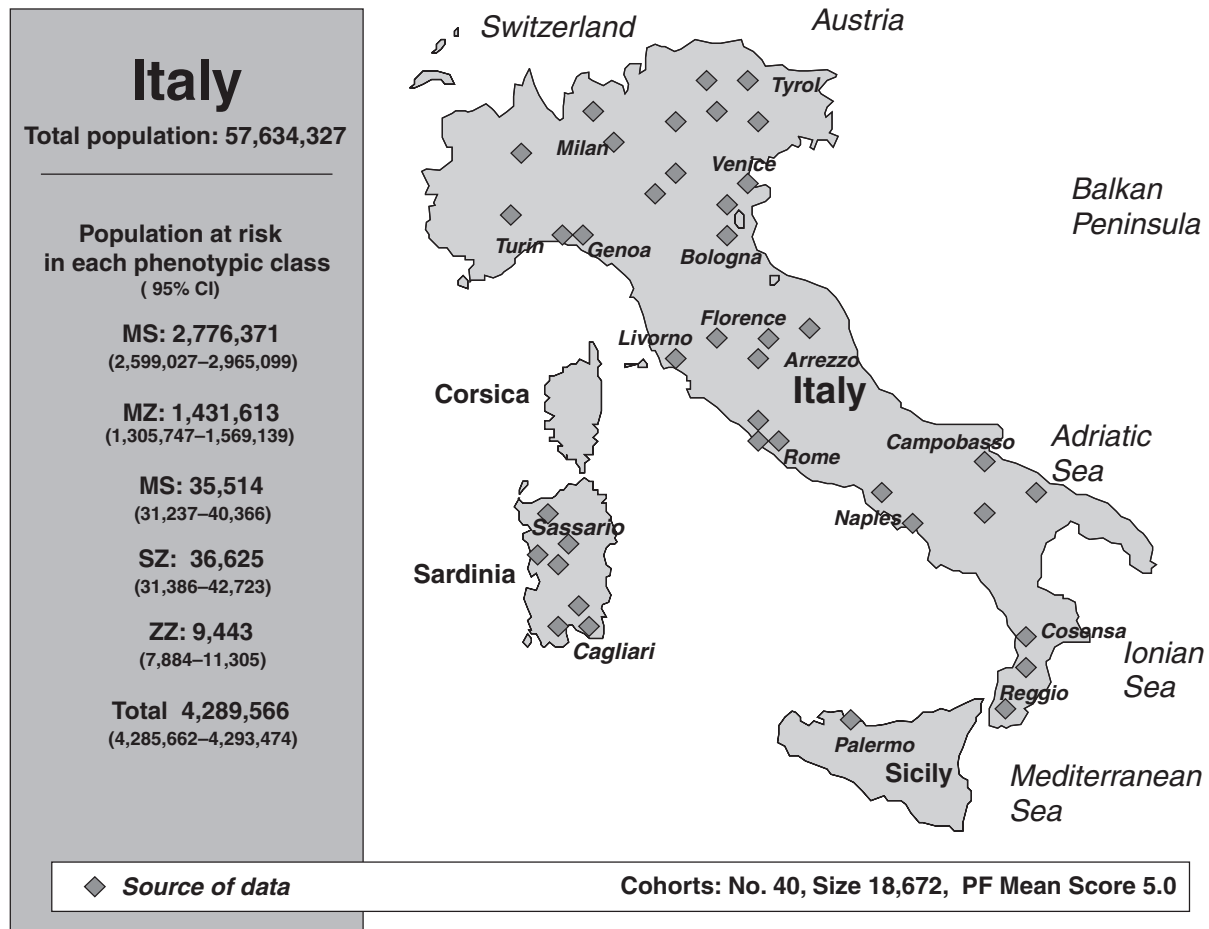 Italy
Total population: 57,634,327
Population at risk
in each phenotypic class
( 95% CI)
MS: 2,776,371
(2,599,027–2,965,099)
MZ: 1,431,613
(1,305,747–1,569,139)
MS: 35,514
(31,237–40,366)
SZ:  36,625
(31,386–42,723)
ZZ: 9,443
(7,884–11,305)
Total  4,289,566
(4,285,662–4,293,474)
Switzerland
Austria
Tyrol
Milan
Venice
Balkan
Peninsula
Turin
Genoa
Bologna
Florence
Livorno
Arrezzo
Italy
Corsica
Campobasso
Adriatic
Sea
Rome
Naples
Sassario
Sardinia
Cagliari
Cosensa
Ionian
Sea
Reggio
Palermo
Sicily
Mediterranean
Sea
Source of data
Cohorts: No. 40, Size 18,672,  PF Mean Score 5.0